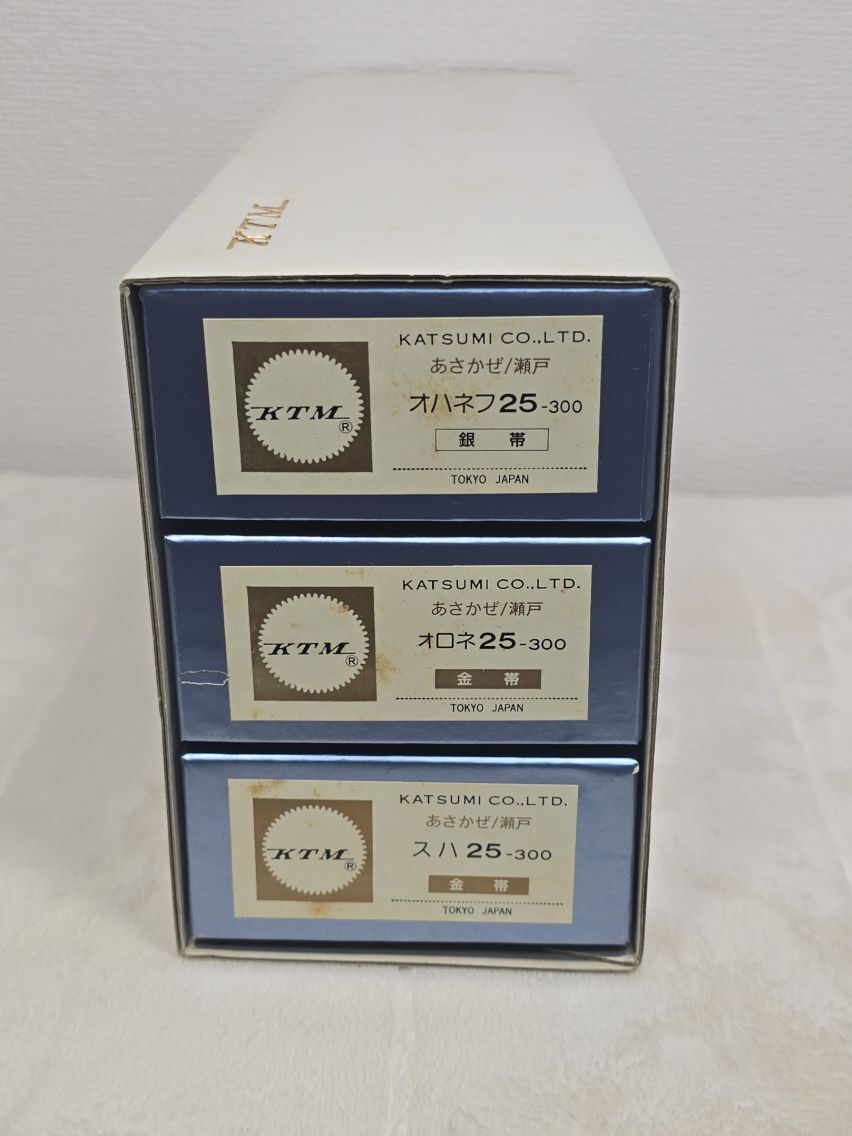 KTM
KATSUMI CO.,LTD.
あさかぜ/瀬戸
KTM®
オハネフ25-300
銀帯
TOKYO JAPAN
KATSUMI CO.,LTD.
あさかぜ/瀬戸
KTM®
オロネ25-300
金帯
TOKYO JAPAN
KATSUMI CO.,LTD.
あさかぜ/瀬戸
KTM®
スハ25-300
金帯
TOKYO JAPAN